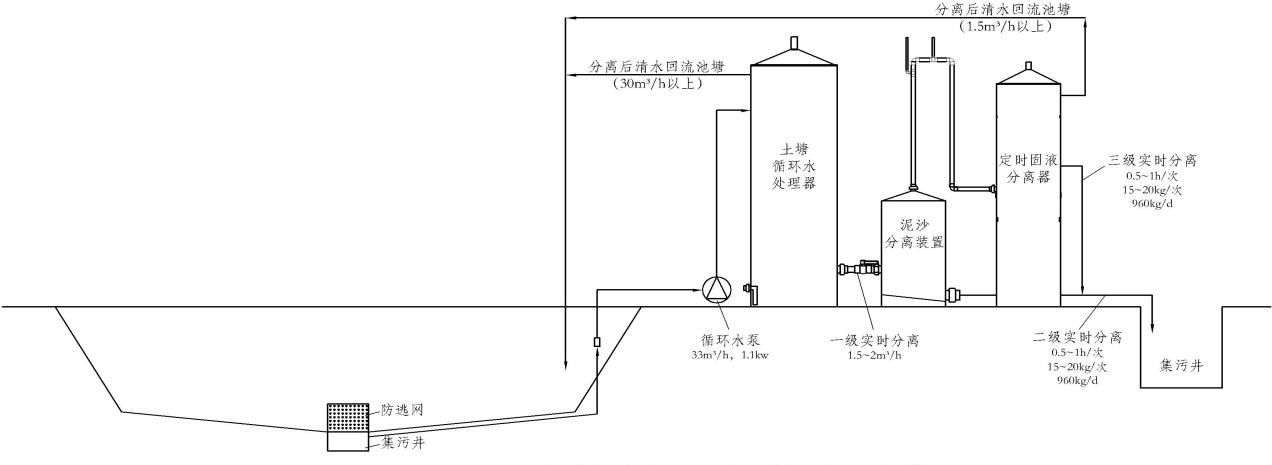 分离后清水回流池塘
（1.5m³/h以上）
分离后清水回流池塘
（30m³/h以上）
土塘
循环水
处理器
定时固液
分离器
三级实时分离
0.5~1h/次
15~20kg/次
960kg/d
泥沙
分离装置
循环水泵
33m³/h，1.1kw
一级实时分离
1.5~2m³/h
二级实时分离
0.5~1h/次
15~20kg/次
960kg/d
集污井
防逃网
集污井